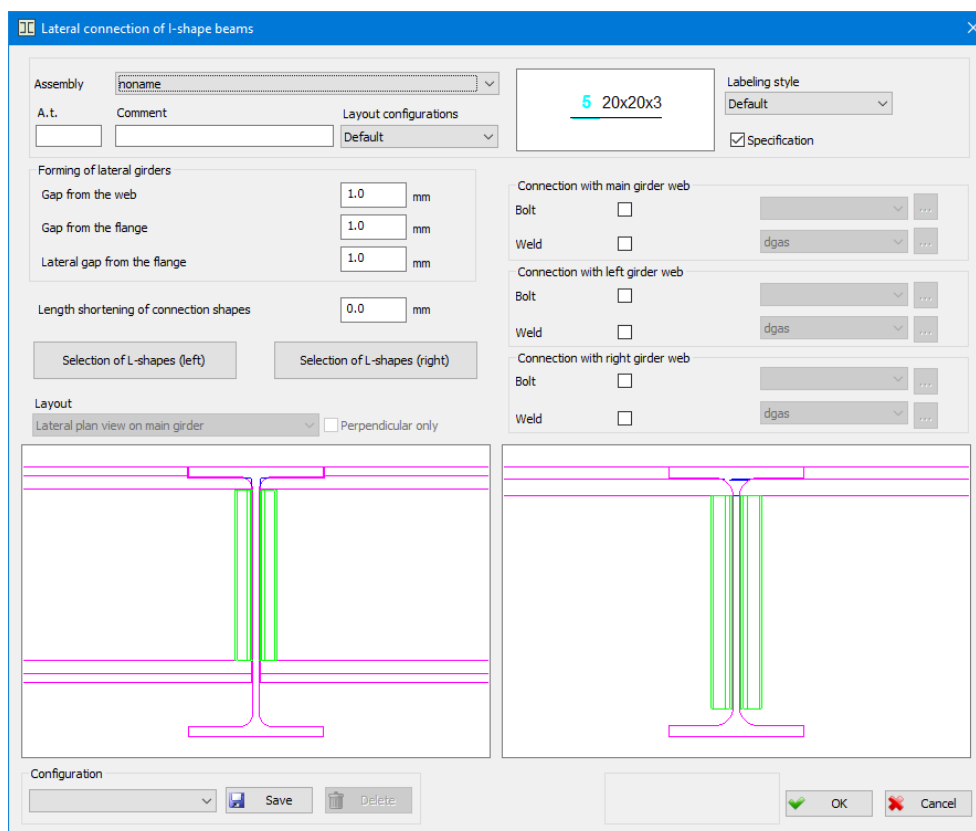 Lateral connection of I-shape beams
Assembly
noname
A.t.
Comment
Layout configurations
Default
5 20x20x3
Labeling style
Default
Specification
Forming of lateral girders
Gap from the web 1.0 mm
Gap from the flange 1.0 mm
Lateral gap from the flange 1.0 mm
Length shortening of connection shapes 0.0 mm
Selection of L-shapes (left)
Selection of L-shapes (right)
Layout
Lateral plan view on main girder
Perpendicular only
Connection with main girder web
Bolt ...
Weld dgas ...
Connection with left girder web
Bolt ...
Weld dgas ...
Connection with right girder web
Bolt ...
Weld dgas ...
Configuration
Save
Delete
OK
Cancel